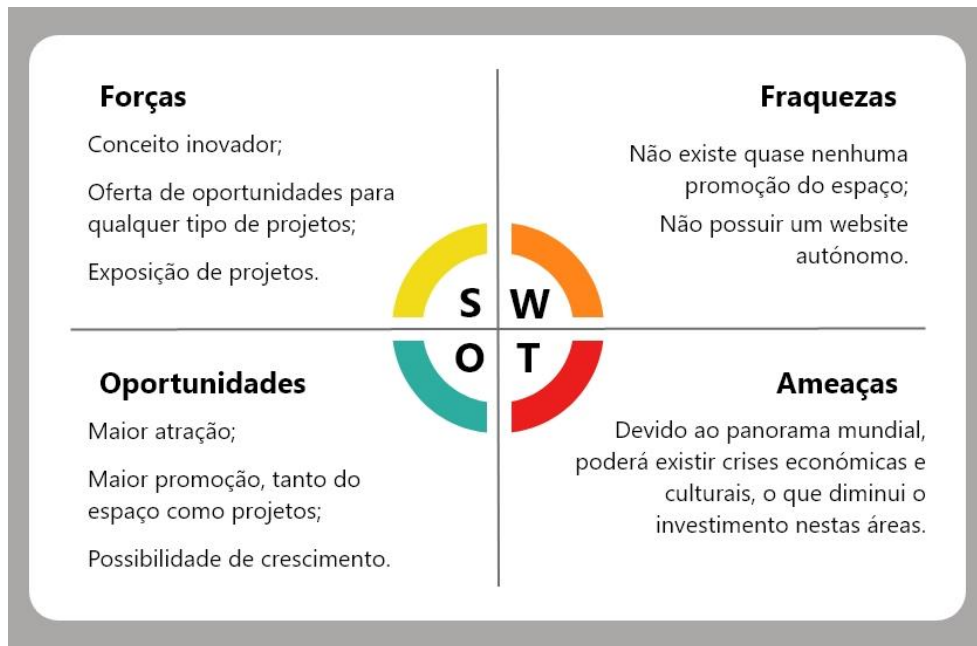 Forças
Conceito inovador;
Oferta de oportunidades para
qualquer tipo de projetos;
Exposição de projetos.
Fraquezas
Não existe quase nenhuma
promoção do espaço;
Não possuir um website
autónomo.
S W
O T
Oportunidades
Maior atração;
Maior promoção, tanto do
espaço como projetos;
Possibilidade de crescimento.
Ameaças
Devido ao panorama mundial,
poderá existir crises económicas e
culturais, o que diminui o
investimento nestas áreas.